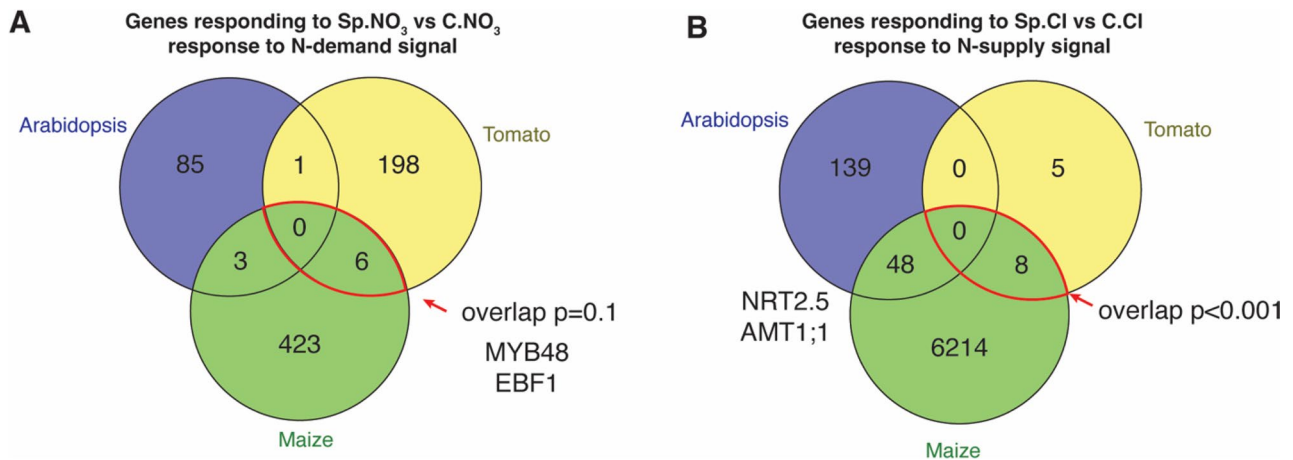 A
Genes responding to Sp.NO₃ vs C.NO₃
response to N-demand signal
Arabidopsis
Tomato
85
1
198
0
3
6
423
overlap p=0.1
MYB48
EBF1
Maize
B
Genes responding to Sp.Cl vs C.Cl
response to N-supply signal
Arabidopsis
Tomato
139
0
5
0
48
8
NRT2.5
AMT1;1
overlap p<0.001
6214
Maize